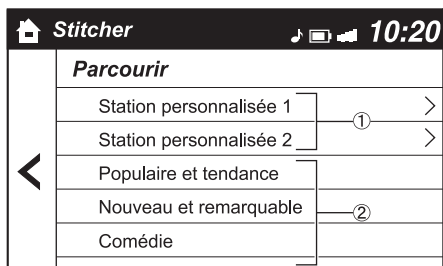 Stitcher 10:20
Parcourir
Station personnalisée 1
①
Station personnalisée 2
Populaire et tendance
Nouveau et remarquable
②
Comédie